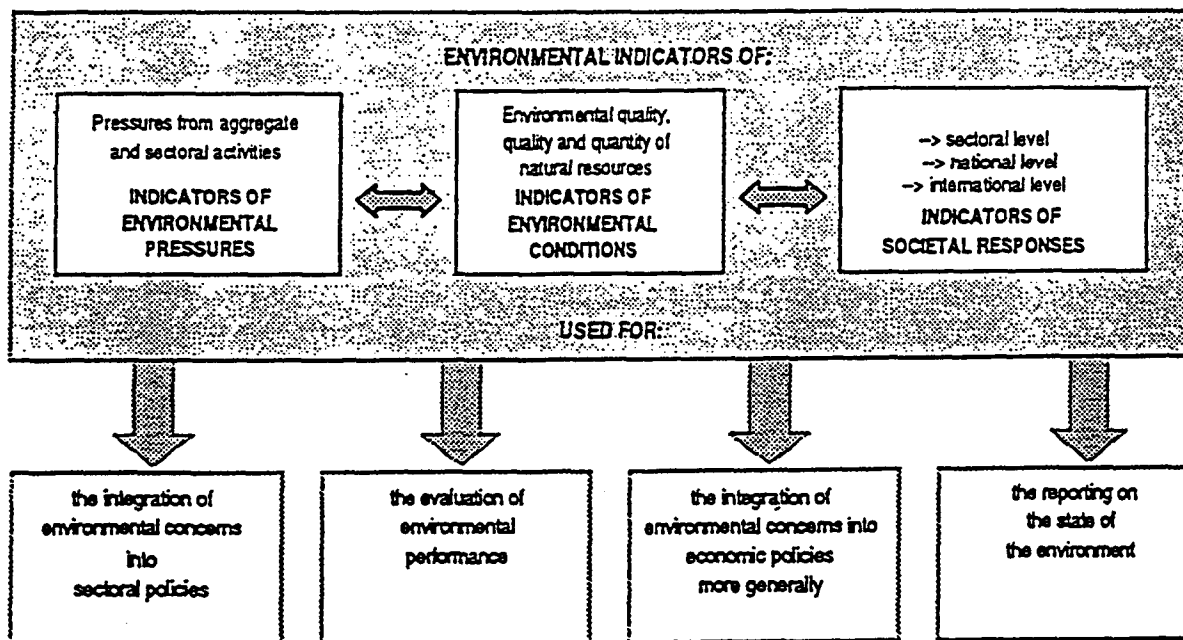 ENVIRONMENTAL INDICATORS OF:
Pressures from aggregate
and sectoral activities
INDICATORS OF
ENVIRONMENTAL
PRESSURES
Environmental quality,
quality and quantity of
natural resources
INDICATORS OF
ENVIRONMENTAL
CONDITIONS
--> sectoral level
--> national level
--> international level
INDICATORS OF
SOCIETAL RESPONSES
USED FOR:
the integration of
environmental concerns
into
sectoral policies
the evaluation of
environmental
performance
the integration of
environmental concerns into
economic policies
more generally
the reporting on
the state of
the environment